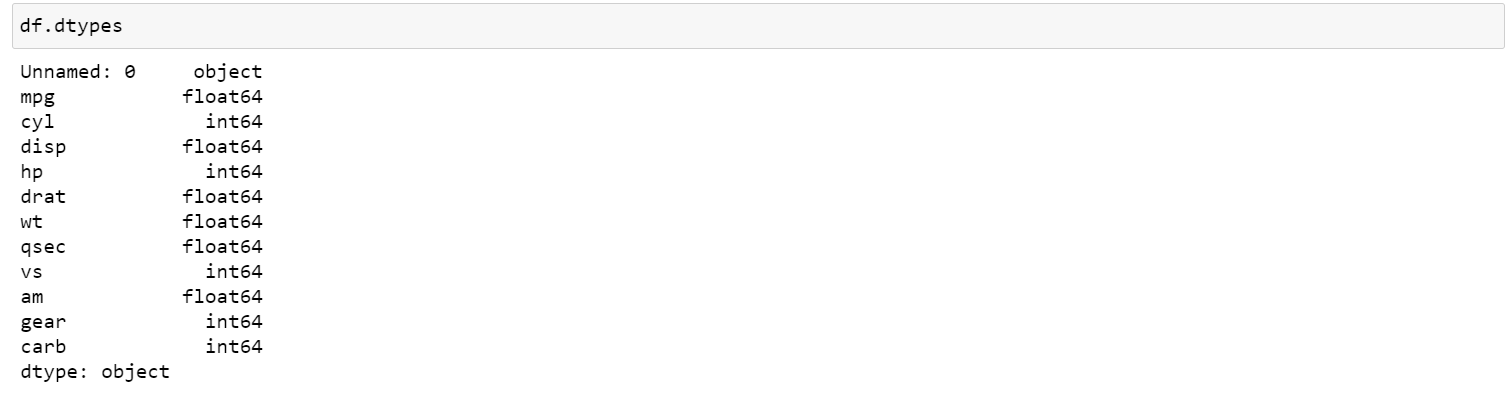 df.dtypes
Unnamed: 0 object
mpg float64
cyl int64
disp float64
hp int64
drat float64
wt float64
qsec float64
vs int64
am float64
gear int64
carb int64
dtype: object